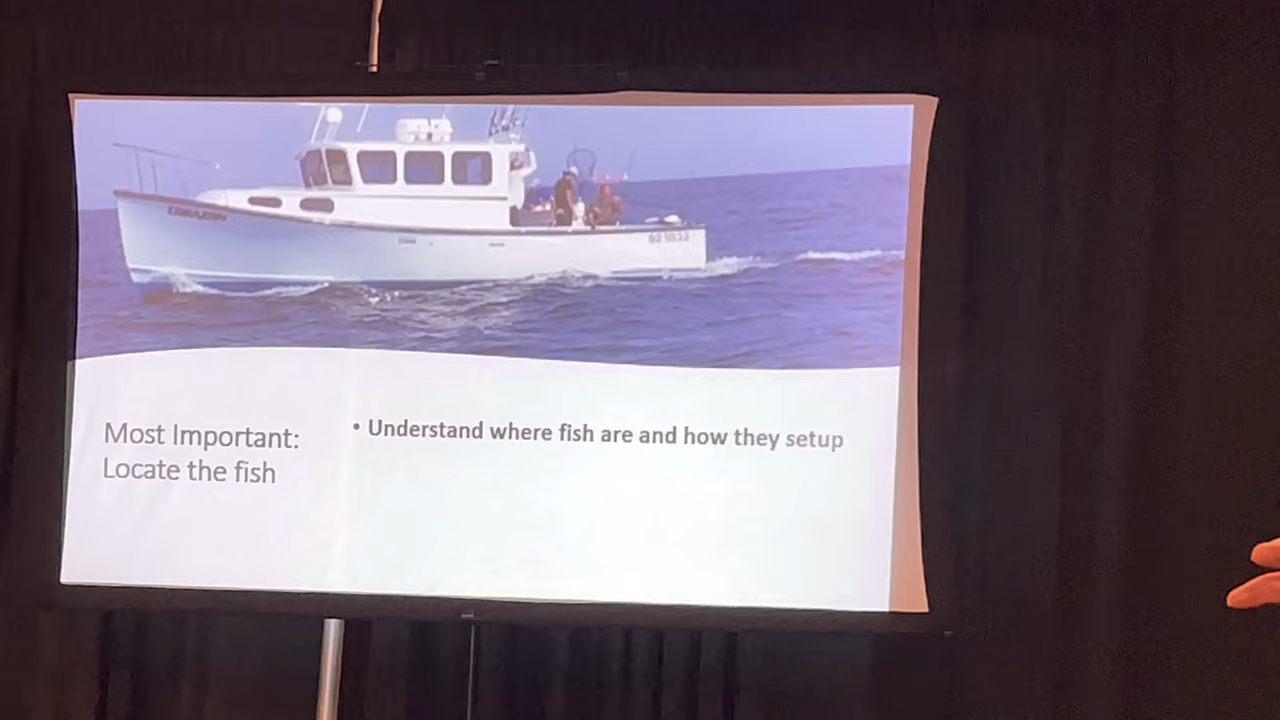 Most Important:
Locate the fish
• Understand where fish are and how they setup